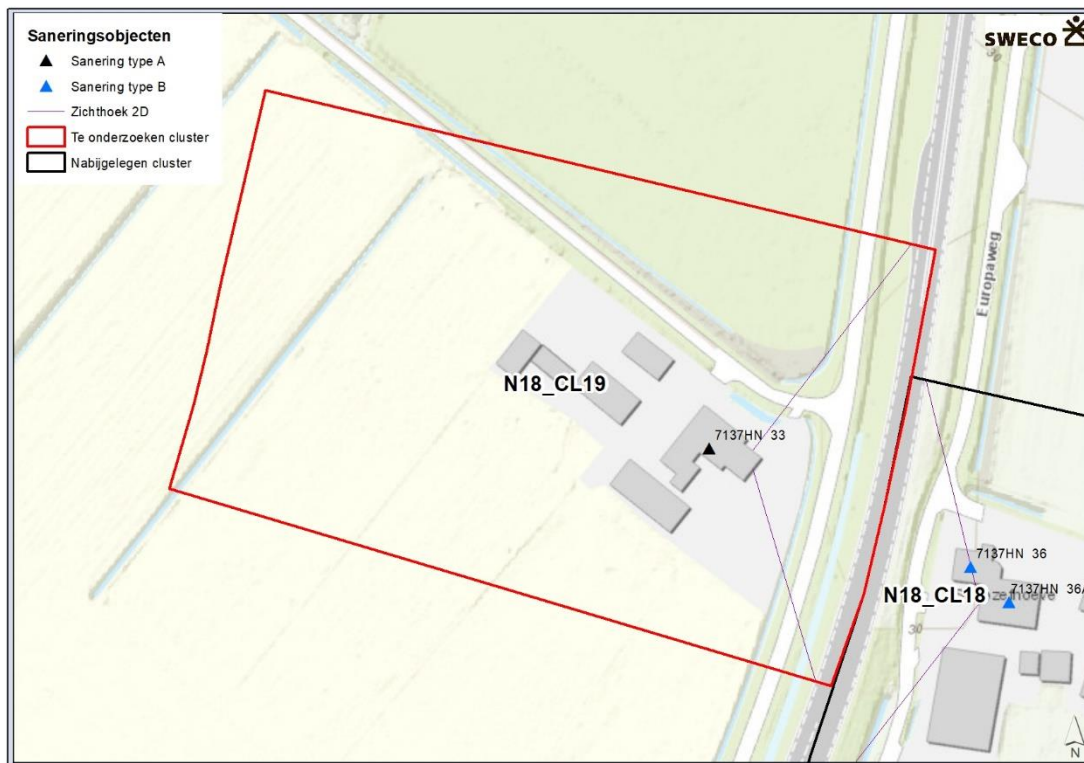 Saneringsobjecten
Sanering type A
Sanering type B
Zichthoek 2D
Te onderzoeken cluster
Nabijgelegen cluster
SWECO
30
Europaweg
N18_CL19
7137HN 33
7137HN 36
N18_CL18
7137HN 36A
30
N